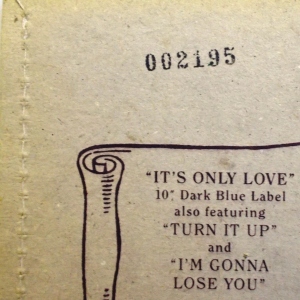 002195
"IT'S ONLY LOVE"
10" Dark Blue Label
also featuring
"TURN IT UP"
and
"I'M GONNA
LOSE YOU"